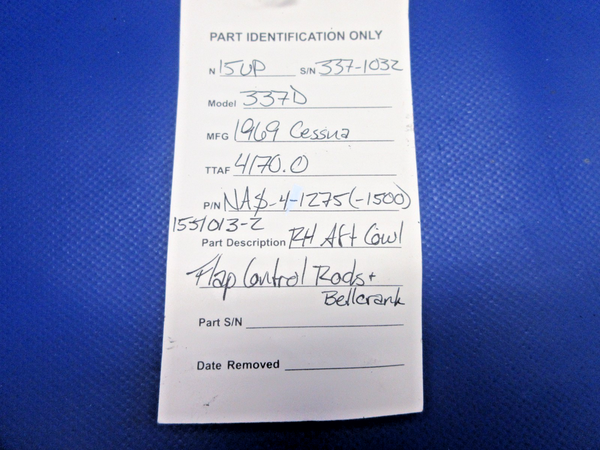 PART IDENTIFICATION ONLY
N 15UP S/N 337-1032
Model 337D
MFG 1969 Cessna
TTAF 4170.0
P/N NAS-4-1275(-1500)
1551013-2
Part Description RH Aft Cowl
Flap Control Rods +
Bellcrank
Part S/N
Date Removed